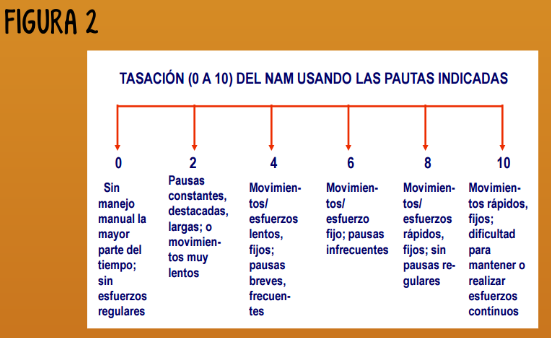 FIGURA 2
TASACIÓN (0 A 10) DEL NAM USANDO LAS PAUTAS INDICADAS
0
Sin
manejo
manual la
mayor
parte del
tiempo;
sin
esfuerzos
regulares
2
Pausas
constantes,
destacadas,
largas; o
movimien-
tos muy
lentos
4
Movimien-
tos/
esfuerzos
lentos,
fijos;
pausas
breves,
frecuen-
tes
6
Movimien-
tos/
esfuerzo
fijo; pausas
infrecuentes
8
Movimien-
tos/
esfuerzos
rápidos,
fijos; sin
pausas re-
gulares
10
Movimien-
tos rápidos,
fijos;
dificultad
para
mantener o
realizar
esfuerzos
contínuos